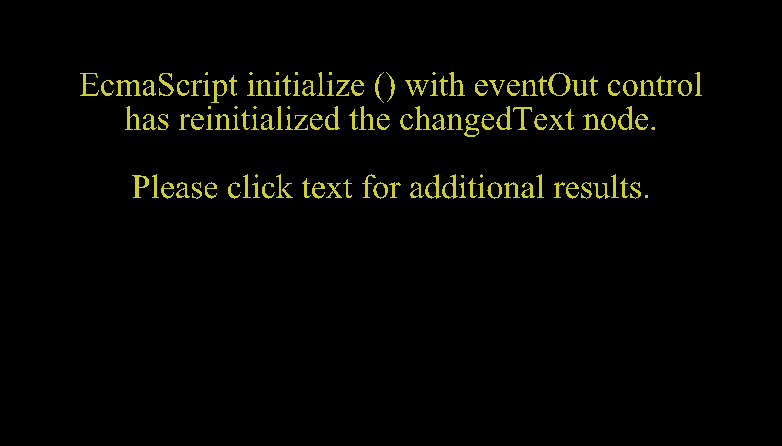 EcmaScript initialize () with eventOut control
has reinitialized the changedText node.
Please click text for additional results.